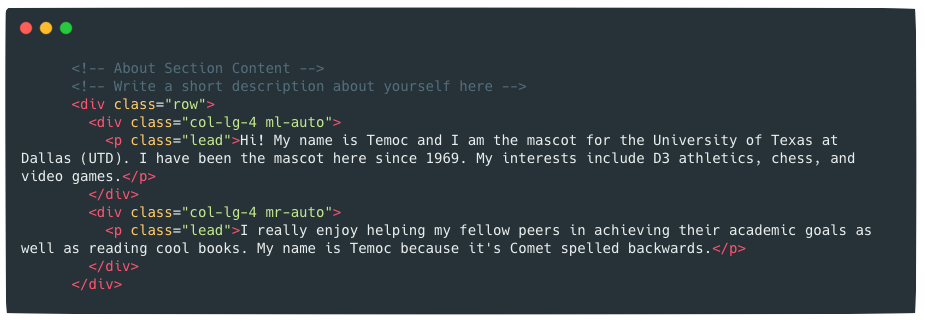 <!-- About Section Content -->
<!-- Write a short description about yourself here -->
<div class="row">
<div class="col-lg-4 ml-auto">
<p class="lead">Hi! My name is Temoc and I am the mascot for the University of Texas at
Dallas (UTD). I have been the mascot here since 1969. My interests include D3 athletics, chess, and
video games.</p>
</div>
<div class="col-lg-4 mr-auto">
<p class="lead">I really enjoy helping my fellow peers in achieving their academic goals as
well as reading cool books. My name is Temoc because it's Comet spelled backwards.</p>
</div>
</div>